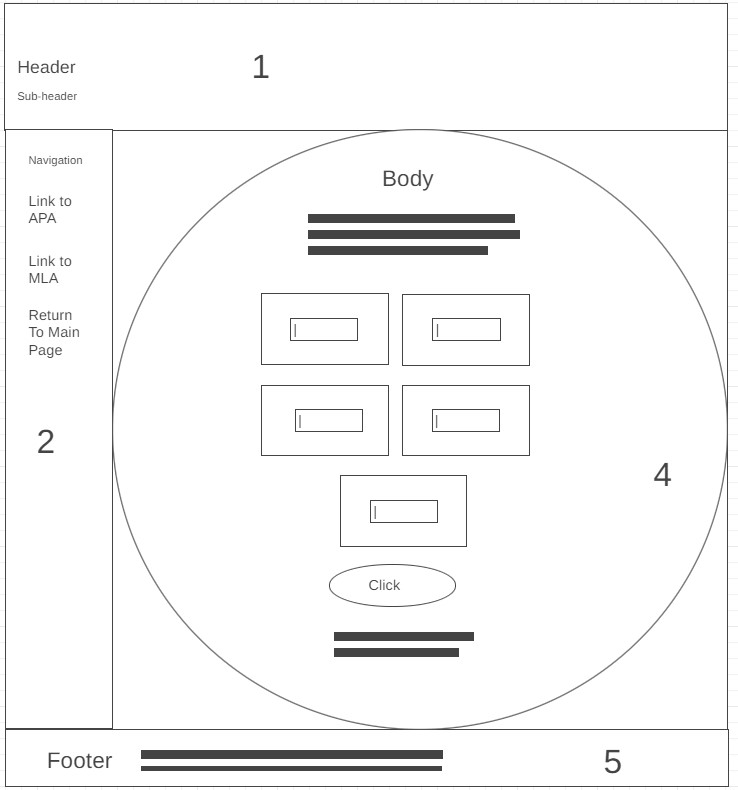 Header
1
Sub-header
Navigation
Link to
APA
Link to
MLA
Return
To Main
Page
2
Body
|
|
|
|
|
Click
4
Footer
5